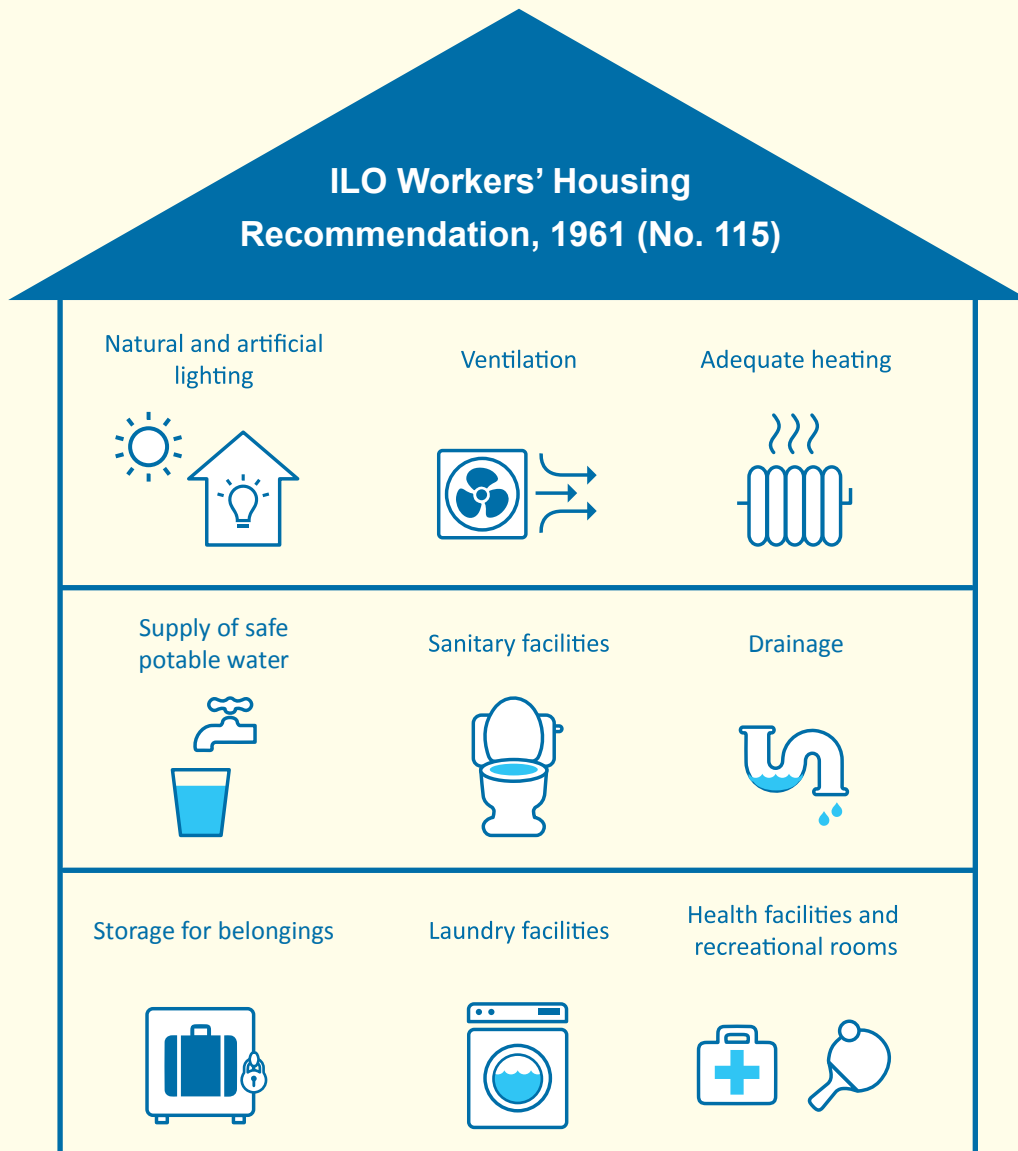 ILO Workers’ Housing
Recommendation, 1961 (No. 115)
Natural and artificial
lighting
Ventilation
Adequate heating
Supply of safe
potable water
Sanitary facilities
Drainage
Storage for belongings
Laundry facilities
Health facilities and
recreational rooms